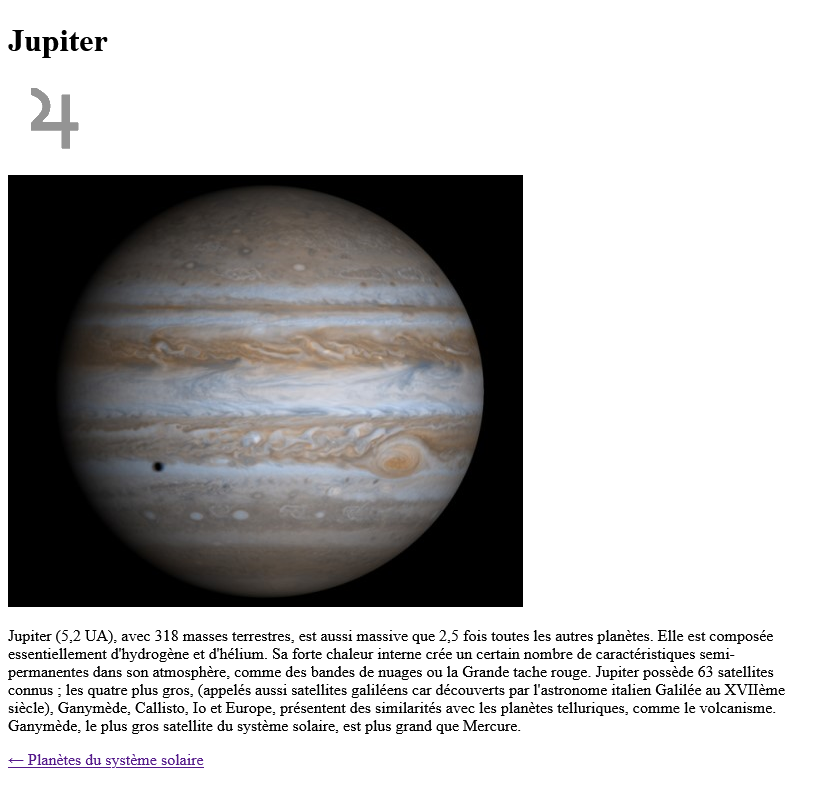 Jupiter
♃
Jupiter (5,2 UA), avec 318 masses terrestres, est aussi massive que 2,5 fois toutes les autres planètes. Elle est composée
essentiellement d'hydrogène et d'hélium. Sa forte chaleur interne crée un certain nombre de caractéristiques semi-
permanentes dans son atmosphère, comme des bandes de nuages ou la Grande tache rouge. Jupiter possède 63 satellites
connus ; les quatre plus gros, (appelés aussi satellites galiléens car découverts par l'astronome italien Galilée au XVIIème
siècle), Ganymède, Callisto, Io et Europe, présentent des similarités avec les planètes telluriques, comme le volcanisme.
Ganymède, le plus gros satellite du système solaire, est plus grand que Mercure.
← Planètes du système solaire